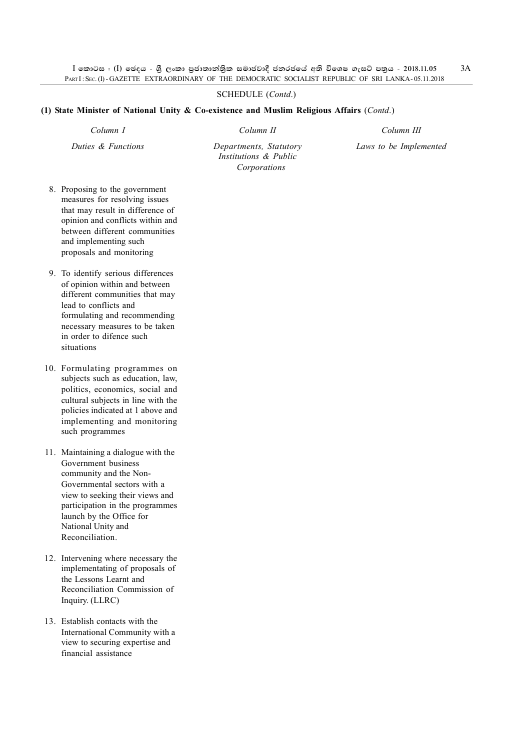 I කොටස : (I) ඡේදය - ශ්‍රී ලංකා ප්‍රජාතාන්ත්‍රික සමාජවාදී ජනරජයේ අති විශෙෂ ගැසට් පත්‍රය - 2018.11.05 3A
PART I : SEC. (I) - GAZETTE EXTRAORDINARY OF THE DEMOCRATIC SOCIALIST REPUBLIC OF SRI LANKA - 05.11.2018
SCHEDULE (Contd.)
(1) State Minister of National Unity & Co-existence and Muslim Religious Affairs (Contd.)
Column I Column II Column III
Duties & Functions Departments, Statutory Laws to be Implemented
Institutions & Public
Corporations
8. Proposing to the government
measures for resolving issues
that may result in difference of
opinion and conflicts within and
between different communities
and implementing such
proposals and monitoring
9. To identify serious differences
of opinion within and between
different communities that may
lead to conflicts and
formulating and recommending
necessary measures to be taken
in order to difence such
situations
10. Formulating programmes on
subjects such as education, law,
politics, economics, social and
cultural subjects in line with the
policies indicated at 1 above and
implementing and monitoring
such programmes
11. Maintaining a dialogue with the
Government business
community and the Non-
Governmental sectors with a
view to seeking their views and
participation in the programmes
launch by the Office for
National Unity and
Reconciliation.
12. Intervening where necessary the
implementating of proposals of
the Lessons Learnt and
Reconciliation Commission of
Inquiry. (LLRC)
13. Establish contacts with the
International Community with a
view to securing expertise and
financial assistance